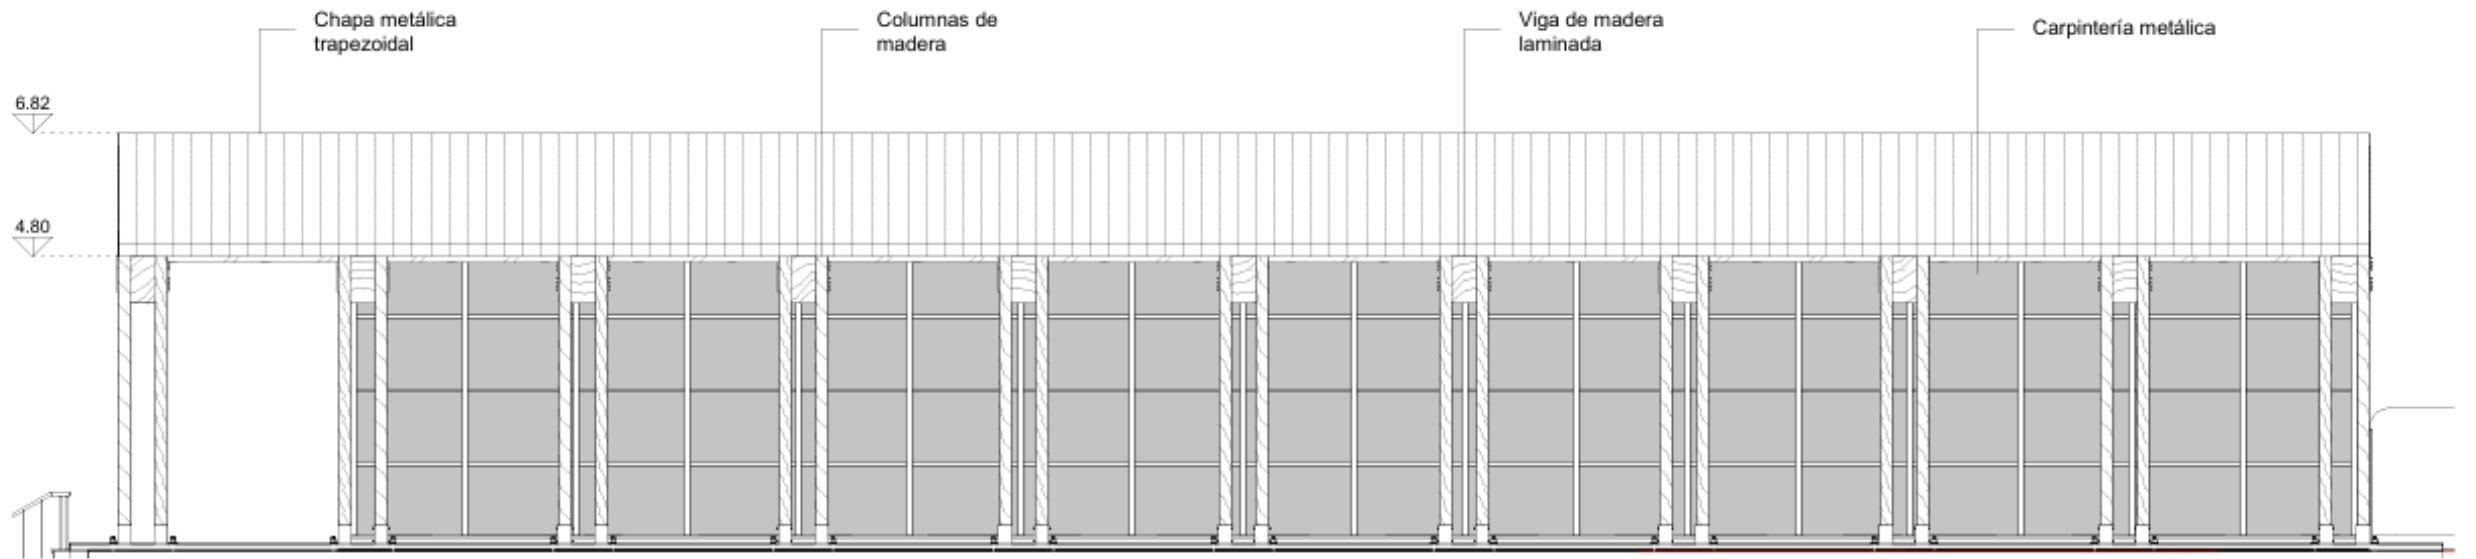 Chapa metálica
trapezoidal
Columnas de
madera
Viga de madera
laminada
Carpintería metálica
6.82
4.80